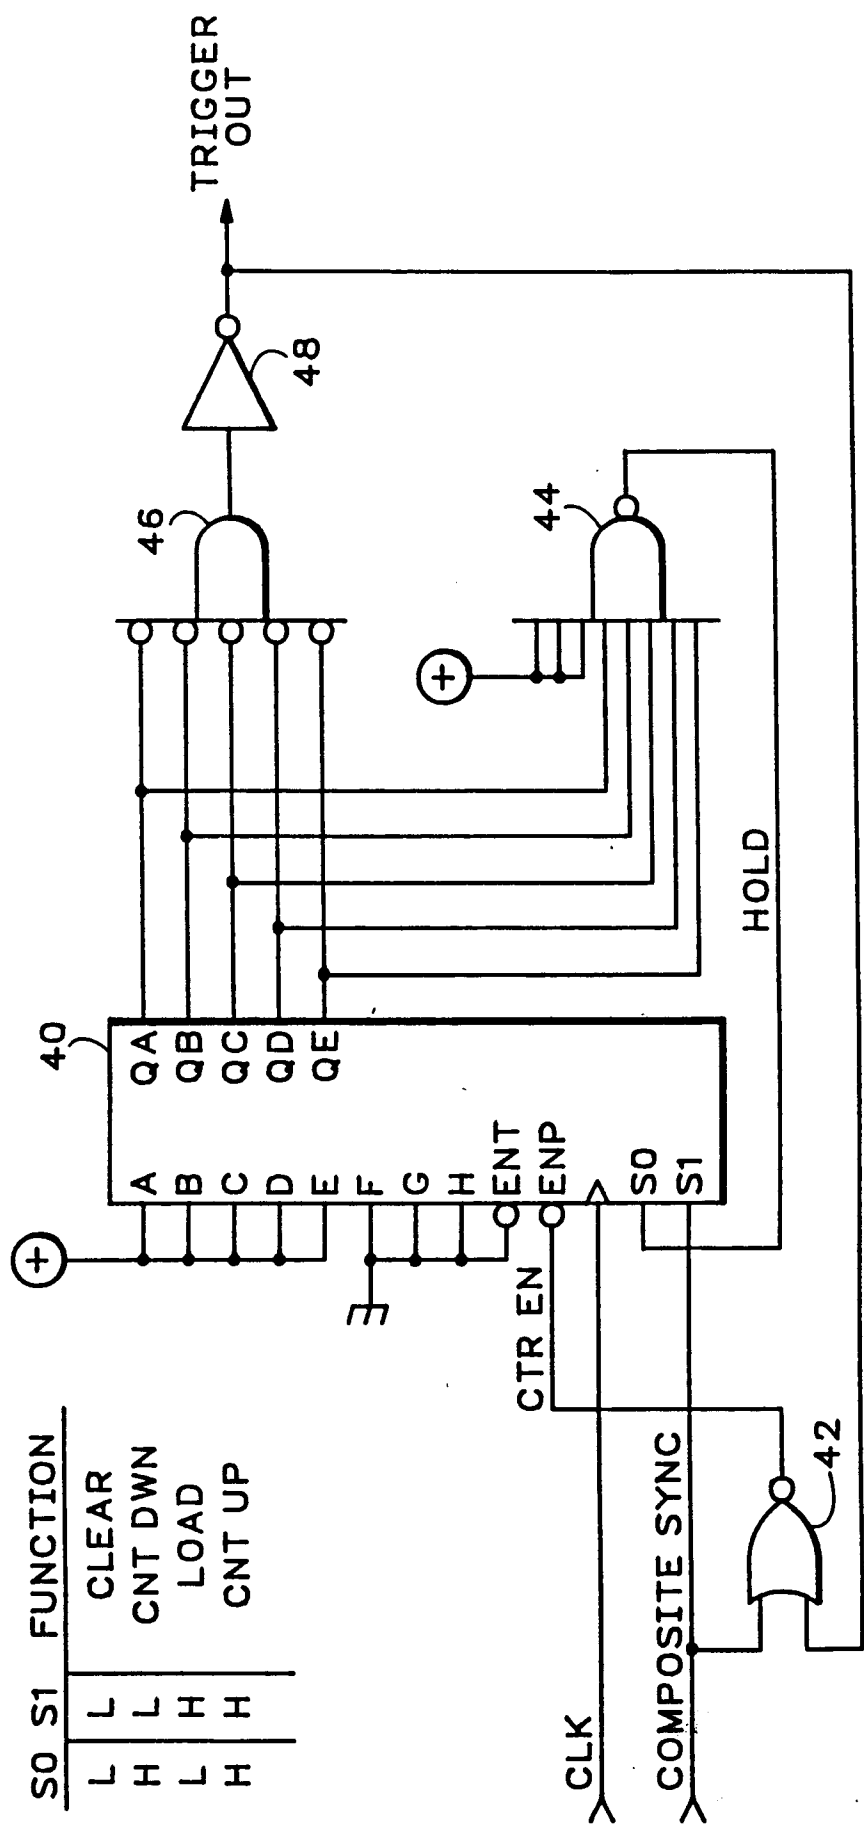 S0 S1 FUNCTION
L L CLEAR
H L CNT DWN
L H LOAD
H H CNT UP
40
A QA
B QB
C QC
D QD
E QE
F
G
H
ENT
ENP
S0
S1
CTR EN
CLK
COMPOSITE SYNC
42
HOLD
+
+
44
46
48
TRIGGER
OUT